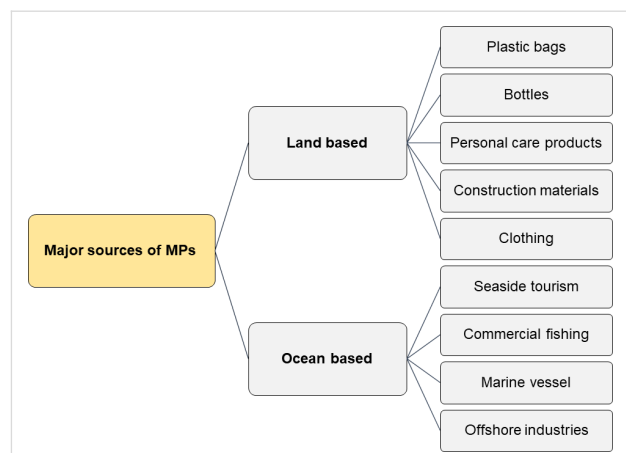 Major sources of MPs
Land based
Plastic bags
Bottles
Personal care products
Construction materials
Clothing
Ocean based
Seaside tourism
Commercial fishing
Marine vessel
Offshore industries